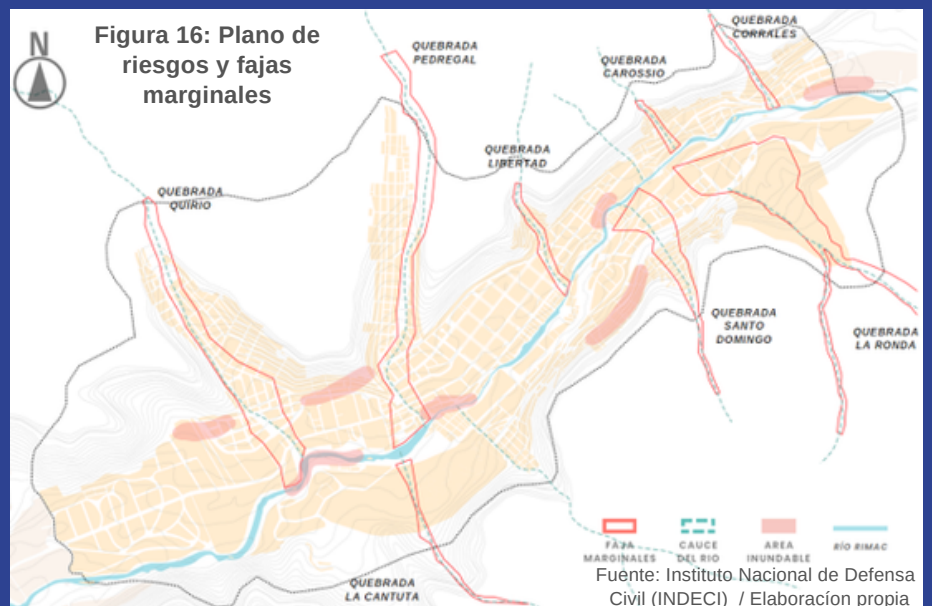 Figura 16: Plano de
riesgos y fajas
marginales
N
QUEBRADA
PEDREGAL
QUEBRADA
CORRALES
QUEBRADA
CAROSSIO
QUEBRADA
LIBERTAD
QUEBRADA
QUIRIO
QUEBRADA
SANTO
DOMINGO
QUEBRADA
LA RONDA
QUEBRADA
LA CANTUTA
FAJA
MARGINALES
CAUCE
DEL RIO
AREA
INUNDABLE
RÍO RIMAC
Fuente: Instituto Nacional de Defensa
Civil (INDECI) / Elaboracíon propia